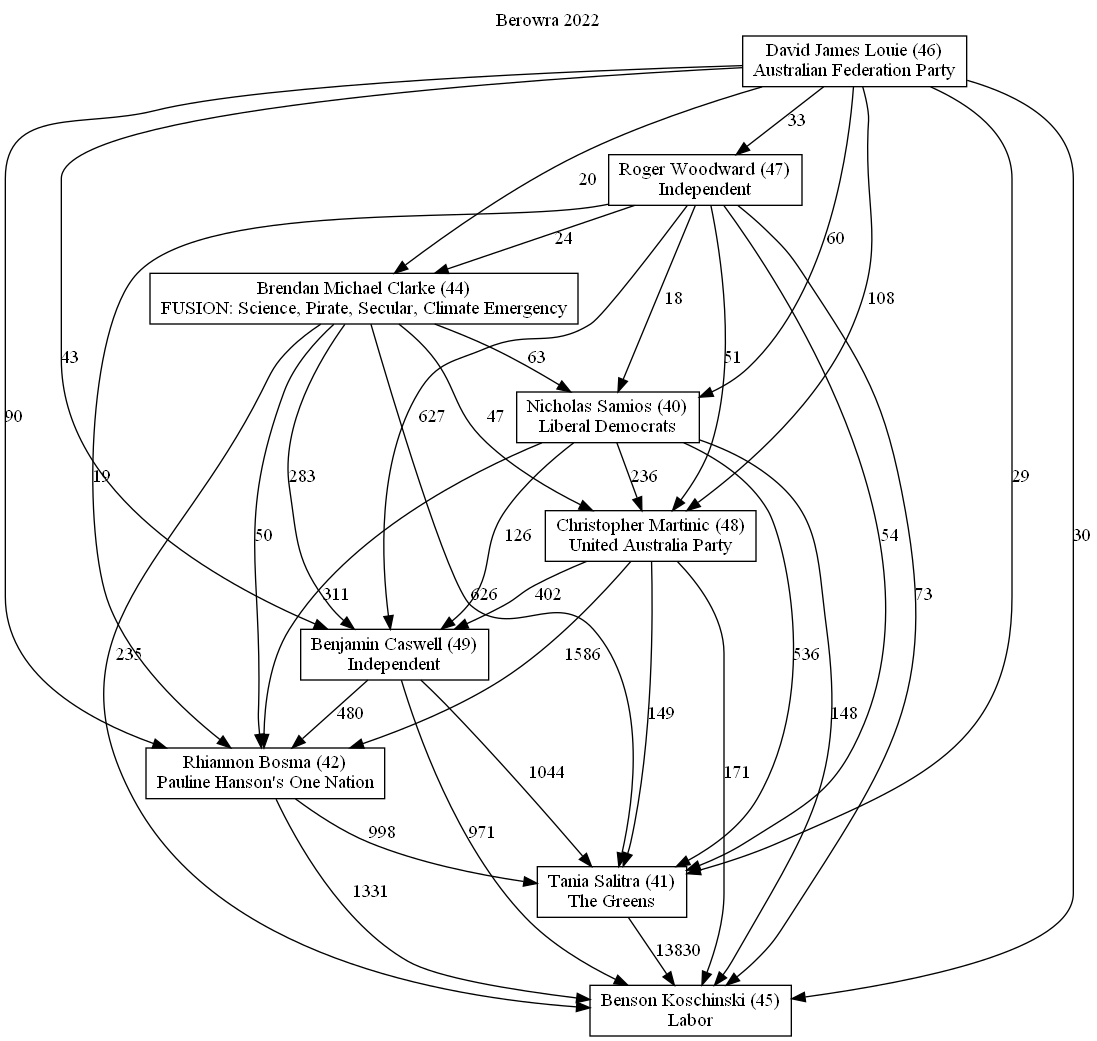 Berowra 2022
David James Louie (46)
Australian Federation Party
33
Roger Woodward (47)
Independent
20
24
60
Brendan Michael Clarke (44)
FUSION: Science, Pirate, Secular, Climate Emergency
18
108
43
63
51
90
Nicholas Samios (40)
Liberal Democrats
627
47
19
283
236
29
Christopher Martinic (48)
United Australia Party
50
126
54
30
311
626
402
73
Benjamin Caswell (49)
Independent
235
1586
536
480
149
148
Rhiannon Bosma (42)
Pauline Hanson's One Nation
1044
171
998
971
Tania Salitra (41)
The Greens
1331
13830
Benson Koschinski (45)
Labor